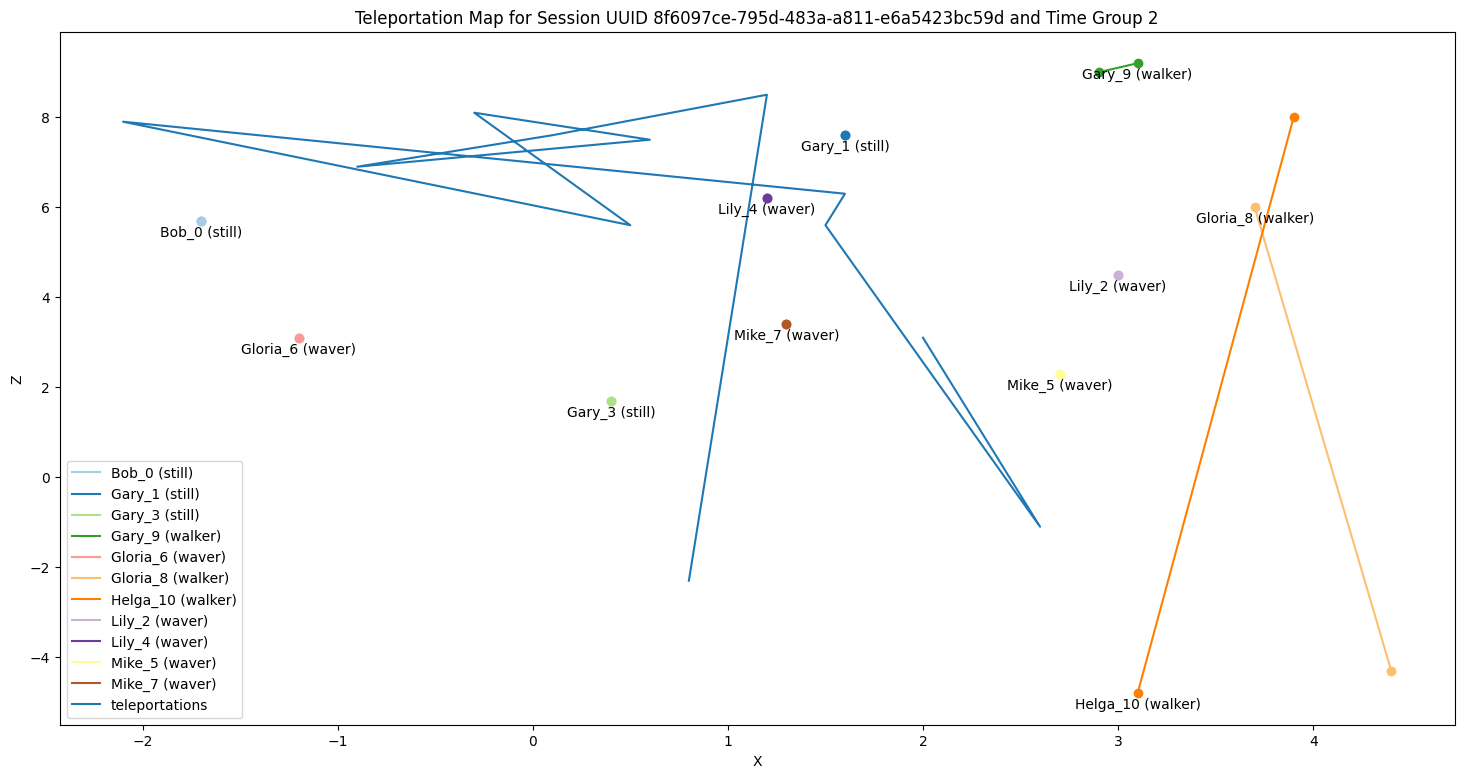 Teleportation Map for Session UUID 8f6097ce-795d-483a-a811-e6a5423bc59d and Time Group 2
Gary_9 (walker)
Gary_1 (still)
Lily_4 (waver)
Gloria_8 (walker)
Bob_0 (still)
Lily_2 (waver)
Mike_7 (waver)
Gloria_6 (waver)
Mike_5 (waver)
Gary_3 (still)
Helga_10 (walker)
Z
8
6
4
2
0
−2
−4
Bob_0 (still)
Gary_1 (still)
Gary_3 (still)
Gary_9 (walker)
Gloria_6 (waver)
Gloria_8 (walker)
Helga_10 (walker)
Lily_2 (waver)
Lily_4 (waver)
Mike_5 (waver)
Mike_7 (waver)
teleportations
−2 −1 0 1 2 3 4
X